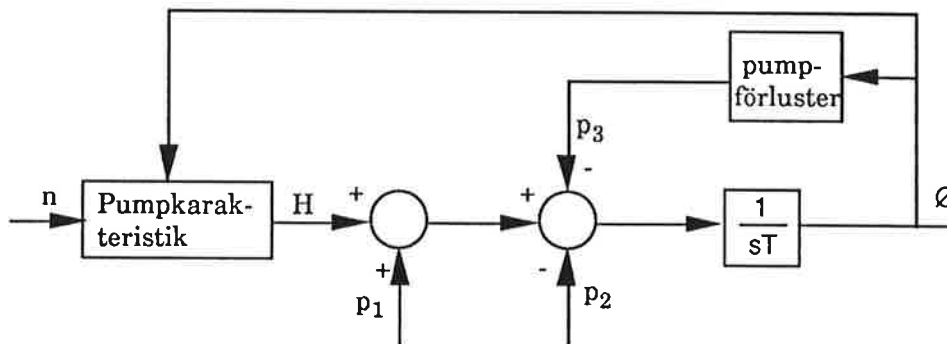 pump-
förluster
p3
-
n
Pumpkarak-
teristik
H
+
+
1
sT
Ø
+
p1
-
p2